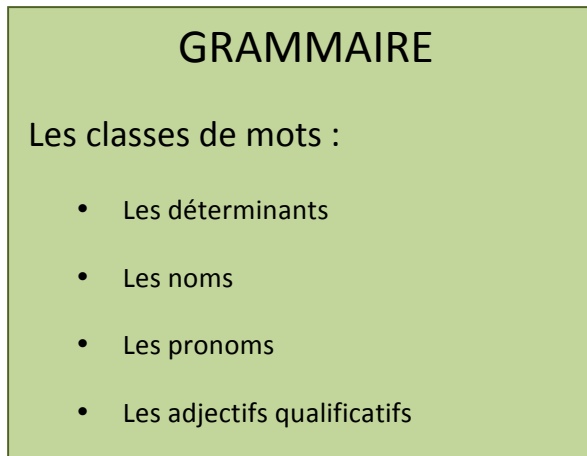 GRAMMAIRE
Les classes de mots :
• Les déterminants
• Les noms
• Les pronoms
• Les adjectifs qualificatifs